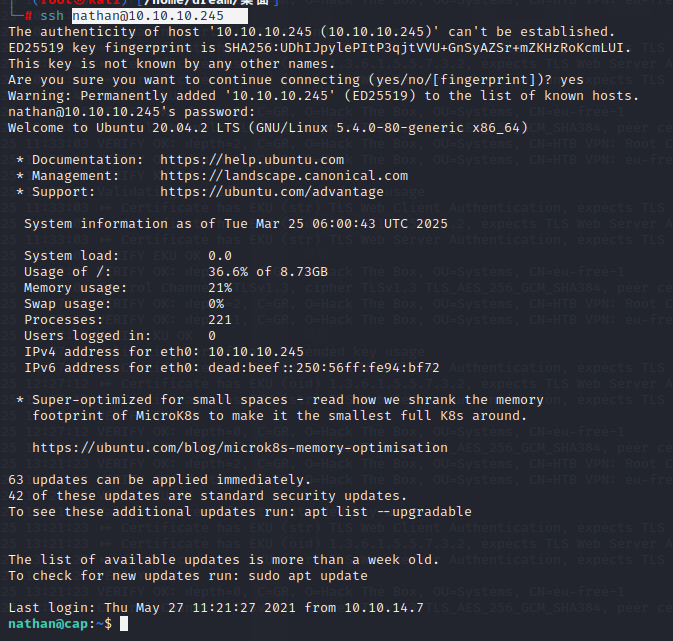 (root㉿kali)-[/home/dream/桌面]
└─# ssh nathan@10.10.10.245
The authenticity of host '10.10.10.245 (10.10.10.245)' can't be established.
ED25519 key fingerprint is SHA256:UDhIJpylePItP3qjtVVU+GnSyAZSr+mZKHzRoKcmLUI.
This key is not known by any other names.
Are you sure you want to continue connecting (yes/no/[fingerprint])? yes
Warning: Permanently added '10.10.10.245' (ED25519) to the list of known hosts.
nathan@10.10.10.245's password:
Welcome to Ubuntu 20.04.2 LTS (GNU/Linux 5.4.0-80-generic x86_64)
* Documentation: https://help.ubuntu.com
* Management: https://landscape.canonical.com
* Support: https://ubuntu.com/advantage
System information as of Tue Mar 25 06:00:43 UTC 2025
System load: 0.0
Usage of /: 36.6% of 8.73GB
Memory usage: 21%
Swap usage: 0%
Processes: 221
Users logged in: 0
IPv4 address for eth0: 10.10.10.245
IPv6 address for eth0: dead:beef::250:56ff:fe94:bf72
* Super-optimized for small spaces - read how we shrank the memory
footprint of MicroK8s to make it the smallest full K8s around.
https://ubuntu.com/blog/microk8s-memory-optimisation
63 updates can be applied immediately.
42 of these updates are standard security updates.
To see these additional updates run: apt list --upgradable
The list of available updates is more than a week old.
To check for new updates run: sudo apt update
Last login: Thu May 27 11:21:27 2021 from 10.10.14.7
nathan@cap:~$